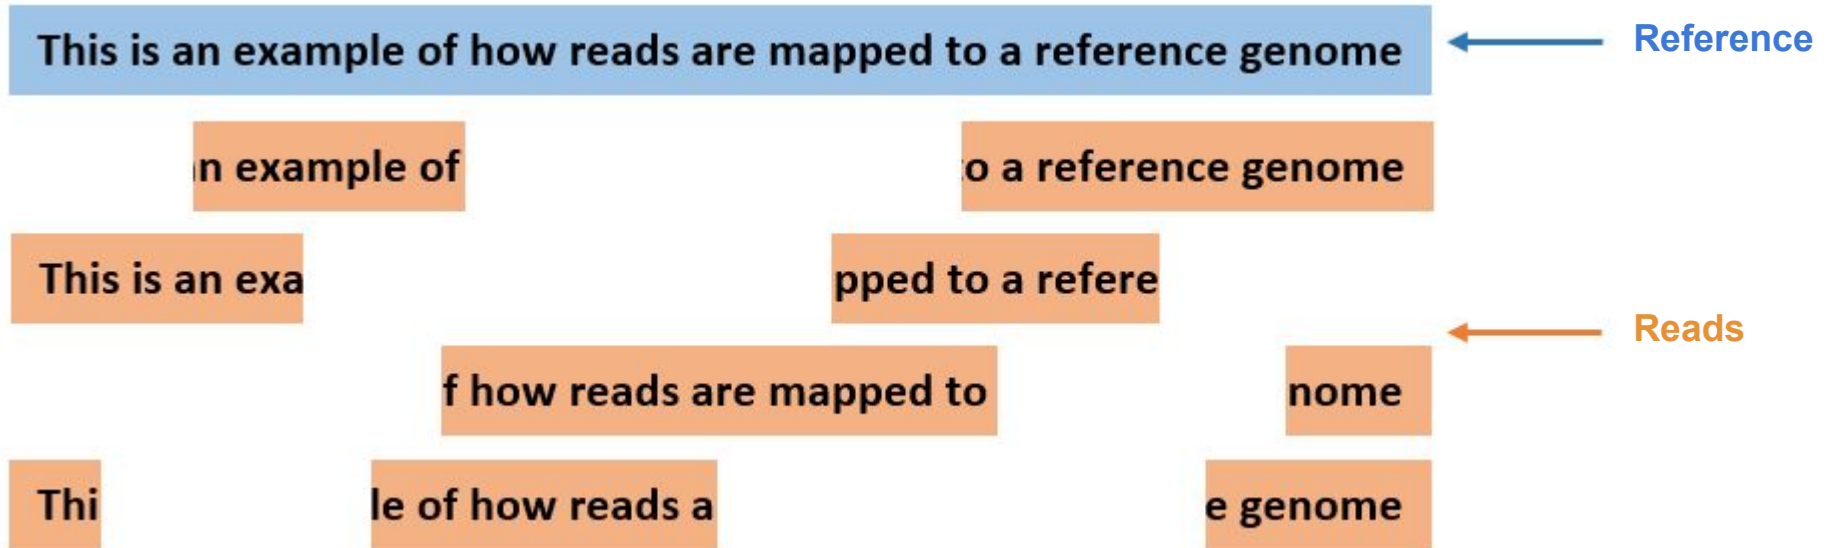 This is an example of how reads are mapped to a reference genome
Reference
n example of
o a reference genome
This is an exa
pped to a refere
Reads
f how reads are mapped to
nome
Thi
le of how reads a
e genome